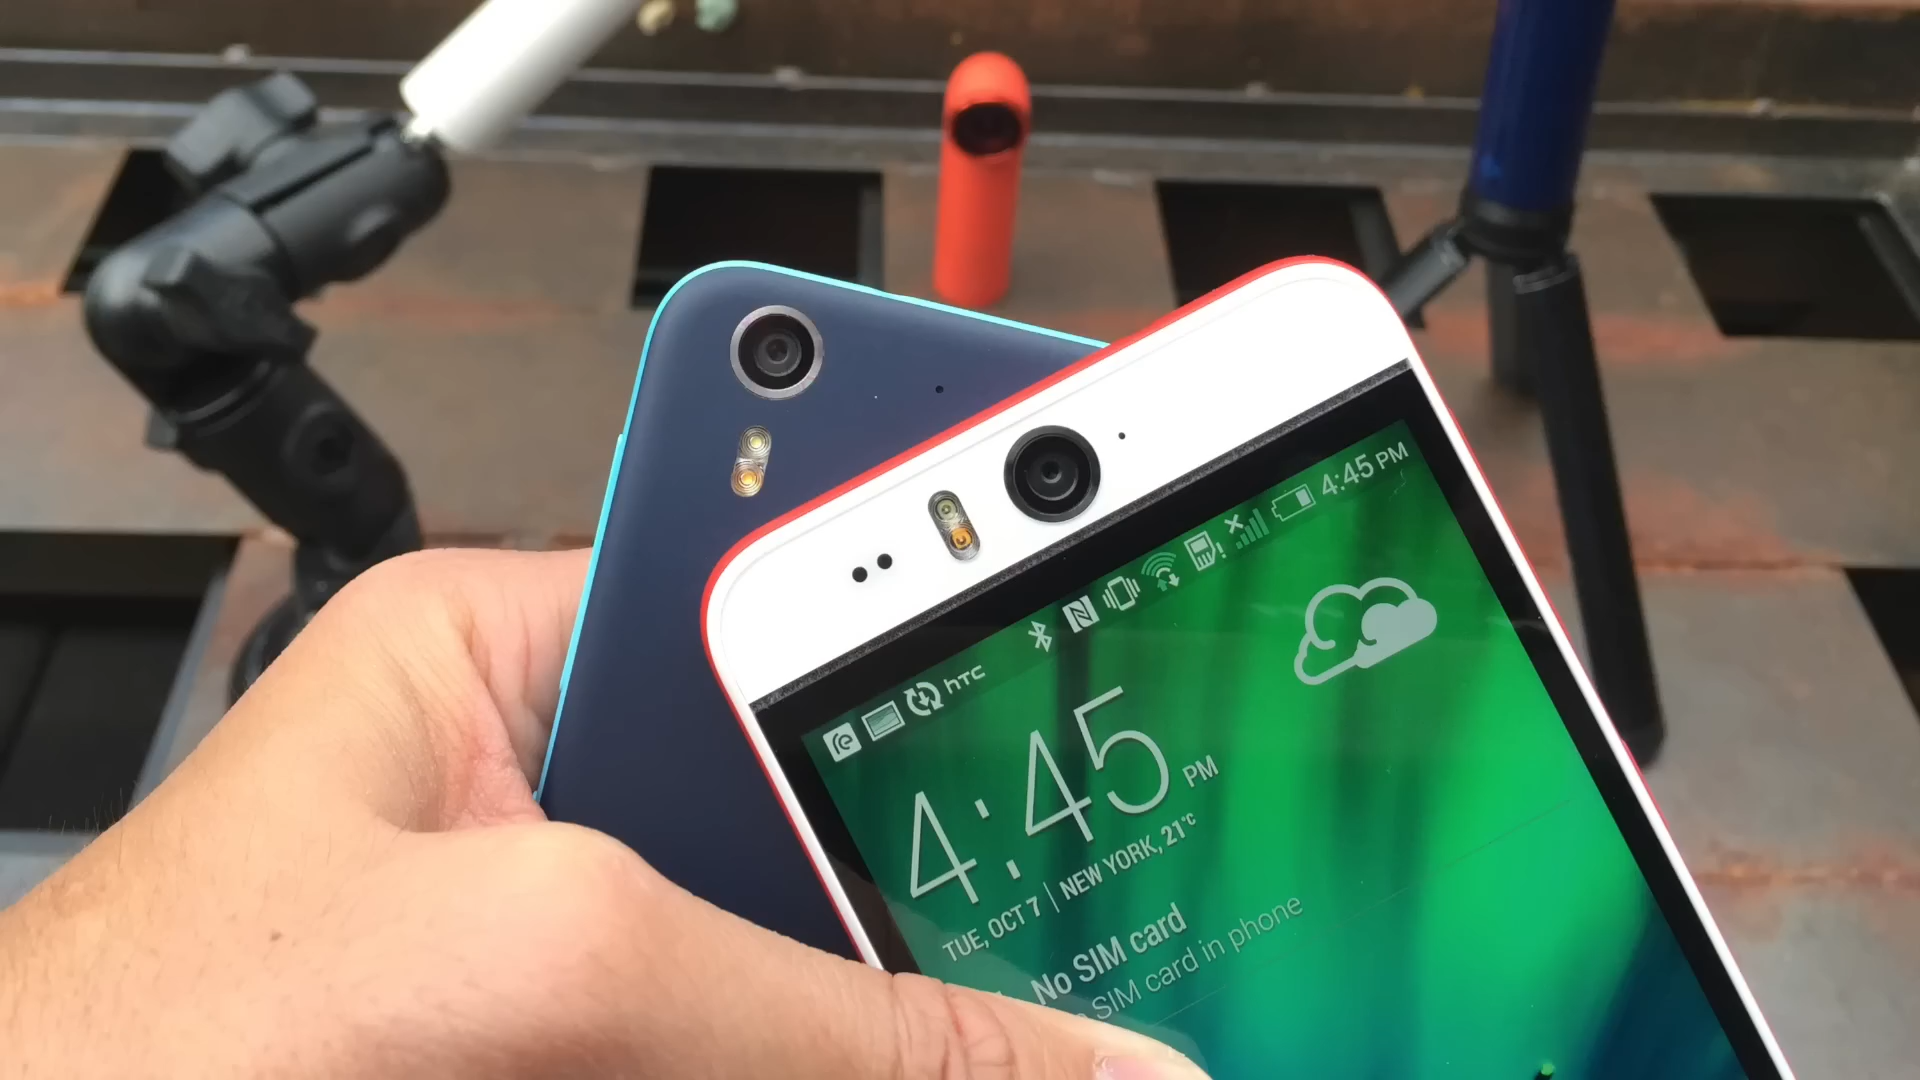 4:45 PM
hTC
4:45 PM
TUE, OCT 7 | NEW YORK, 21°C
No SIM card
SIM card in phone